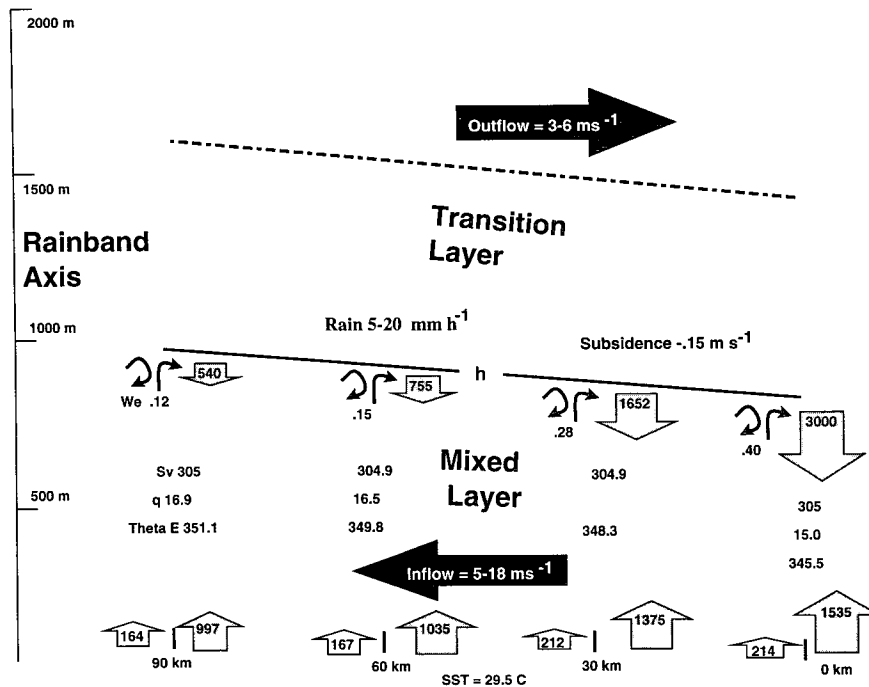 2000 m
Outflow = 3-6 ms -1
1500 m
Transition
Layer
Rainband
Axis
1000 m
Rain 5-20 mm h-1
Subsidence -.15 m s-1
540
755
h
1652
3000
We .12
.15
.28
.40
Mixed
Layer
Sv 305
304.9
304.9
305
500 m
q 16.9
16.5
15.0
Theta E 351.1
349.8
348.3
345.5
Inflow = 5-18 ms -1
164
997
167
1035
212
1375
214
1535
90 km
60 km
30 km
0 km
SST = 29.5 C